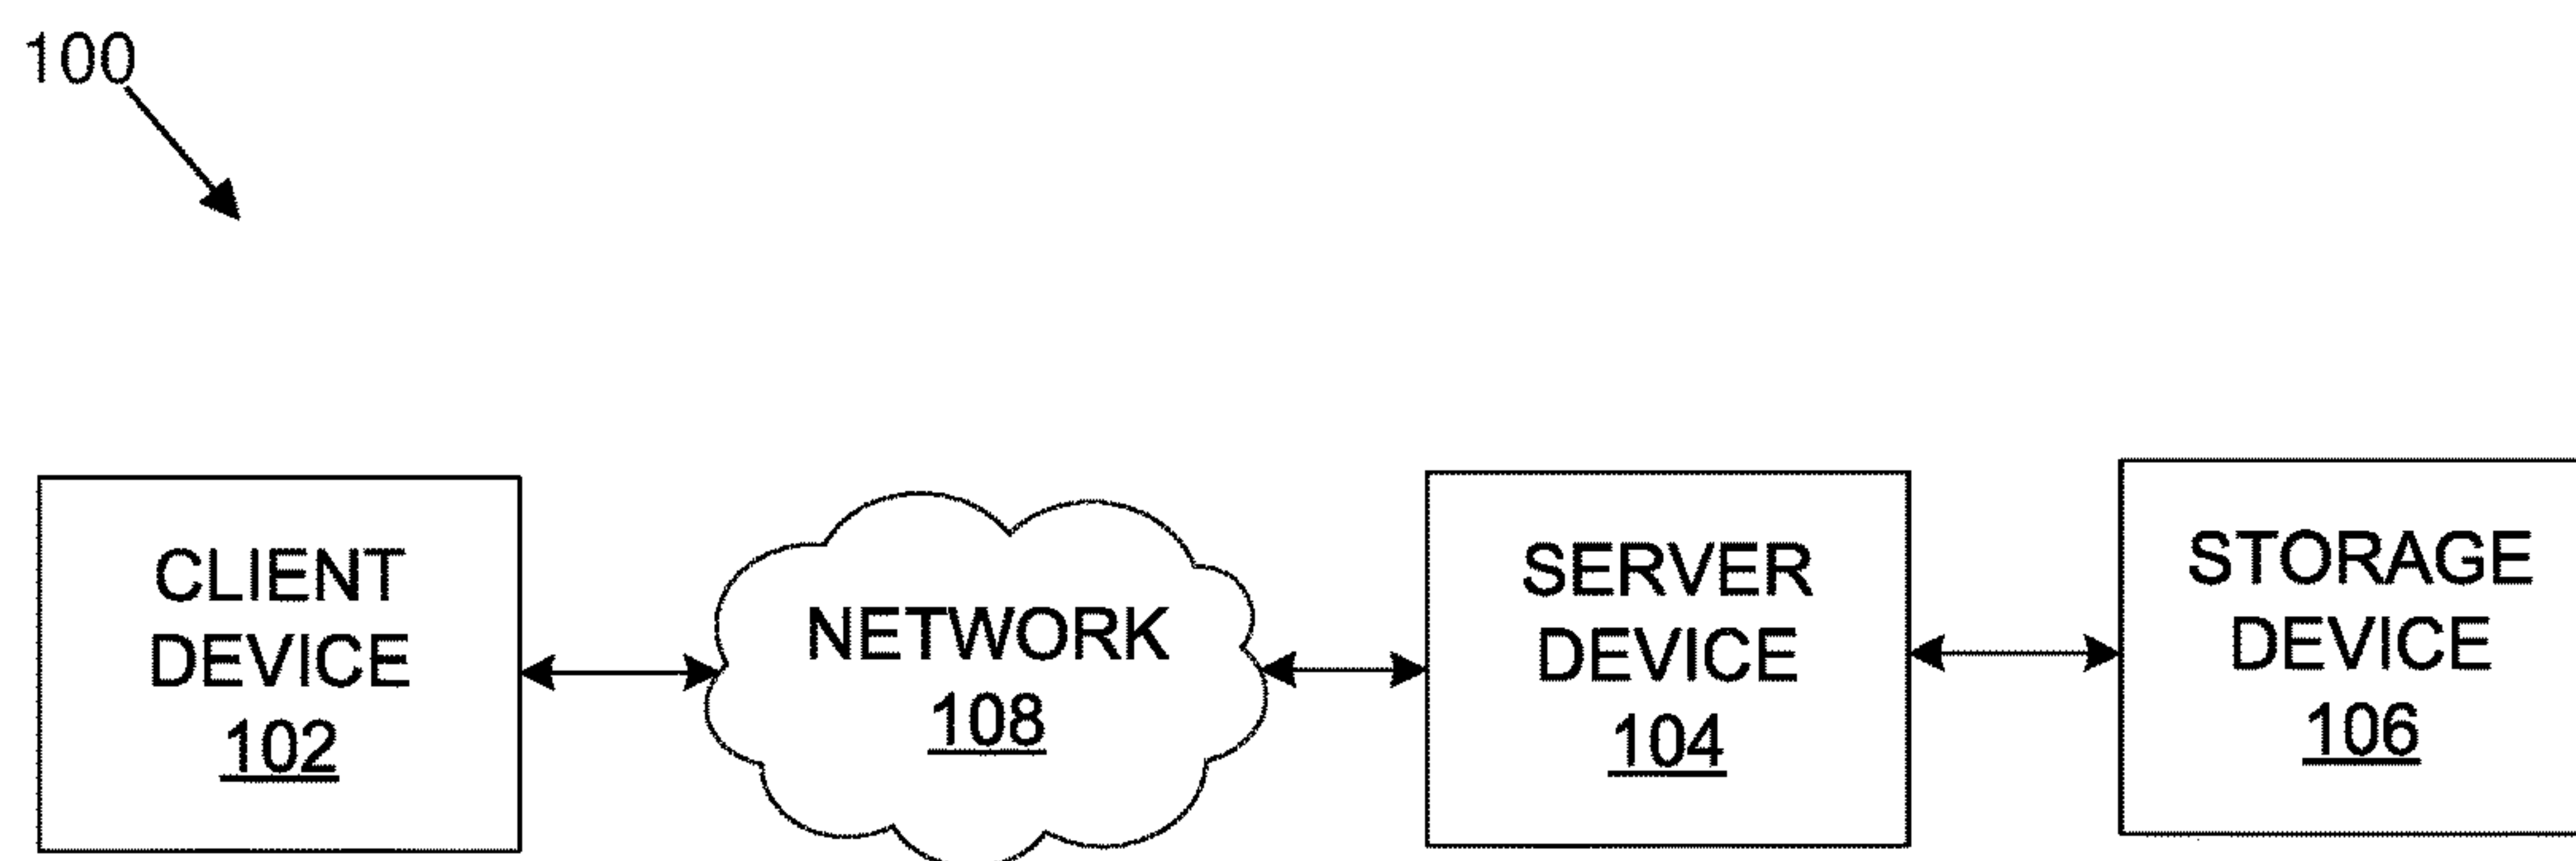 100
CLIENT
DEVICE
102
NETWORK
108
SERVER
DEVICE
104
STORAGE
DEVICE
106